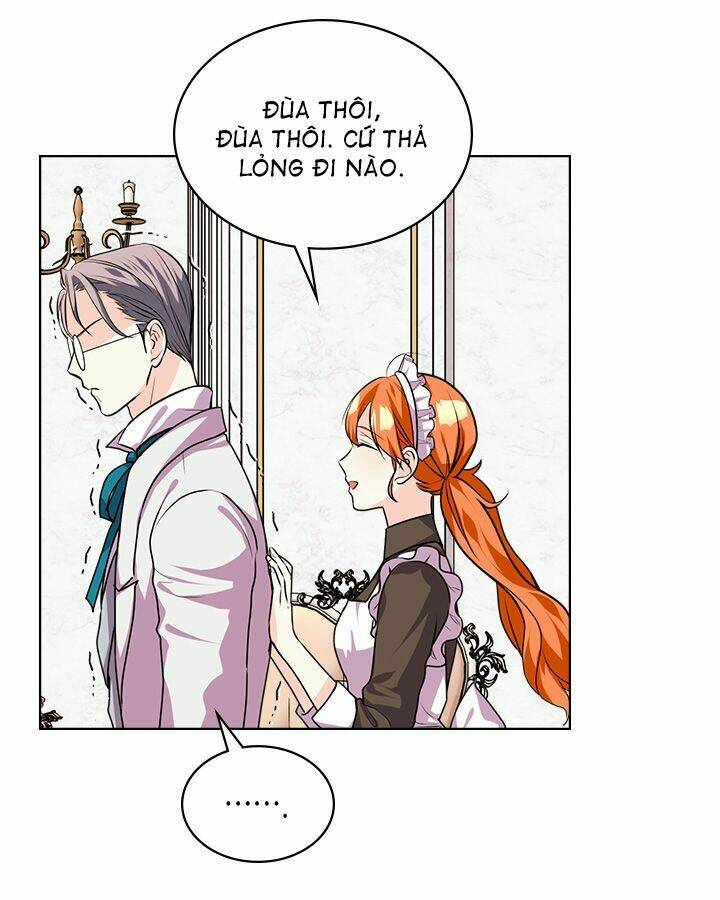 ĐÙA THÔI,
ĐÙA THÔI. CỨ THẢ
LỎNG ĐI NÀO.
.......